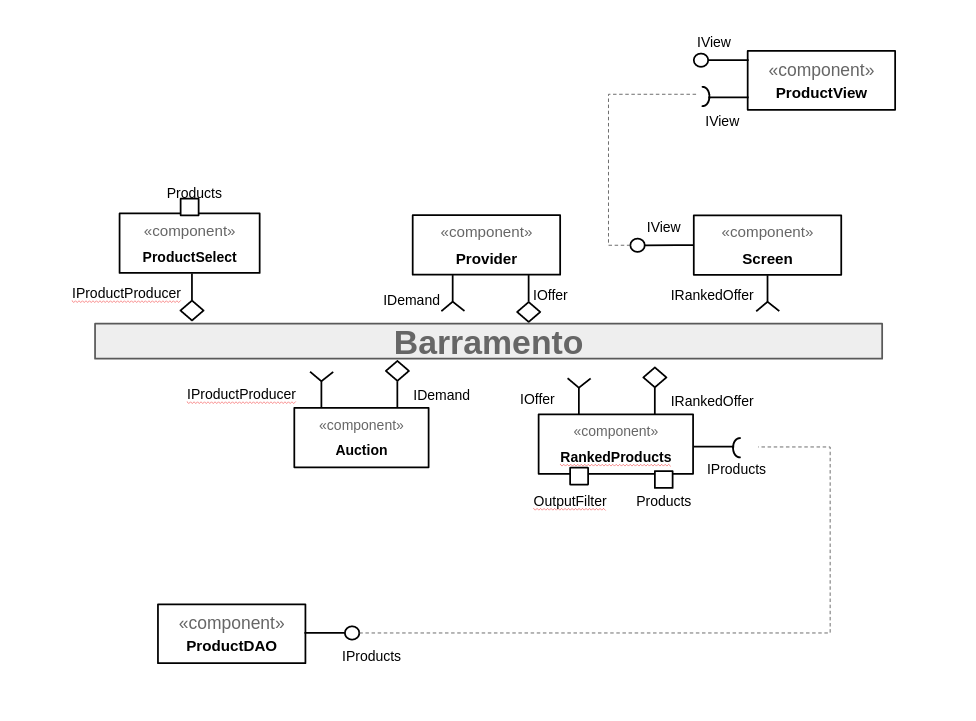 IView
«component»
ProductView
IView
Products
«component»
ProductSelect
IProductProducer
«component»
Provider
IDemand
IOffer
IView
«component»
Screen
IRankedOffer
Barramento
IProductProducer
IDemand
«component»
Auction
IOffer
IRankedOffer
«component»
RankedProducts
IProducts
OutputFilter
Products
«component»
ProductDAO
IProducts